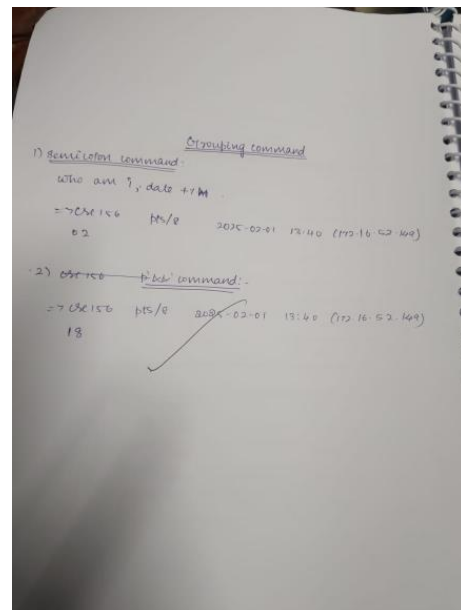 Grouping command
1) Semicolon command:
who am i; date +%m
=> cse156 pts/8 2025-02-01 13:40 (172.16.52.149)
02
2) cse156 command:-
=> cse156 pts/8 2025-02-01 13:40 (172.16.52.149)
18